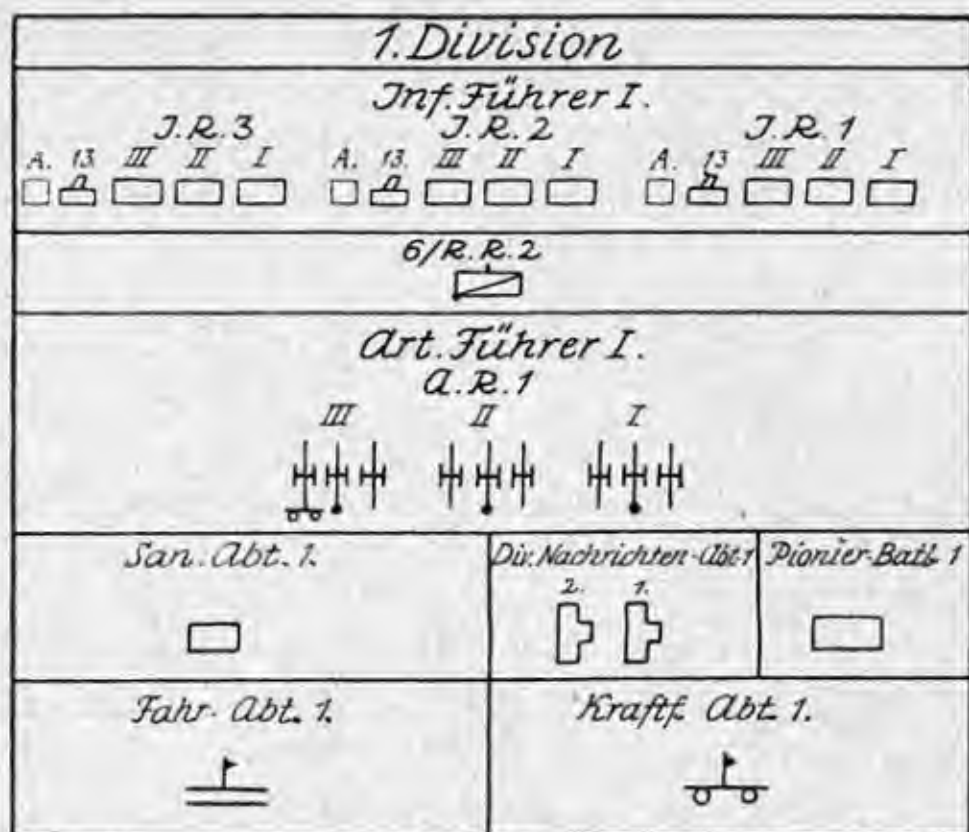 1. Division
Inf. Führer I.
J.R.3 J.R.2 J.R.1
A. 13. III II I A. 13. III II I A. 13 III II I
6/R.R.2
Art. Führer I.
A.R.1
III II I
San. Abt. 1. Div. Nachrichten-Abt 1 Pionier-Batl. 1
2. 1.
Fahr- Abt. 1. Kraftf. Abt. 1.